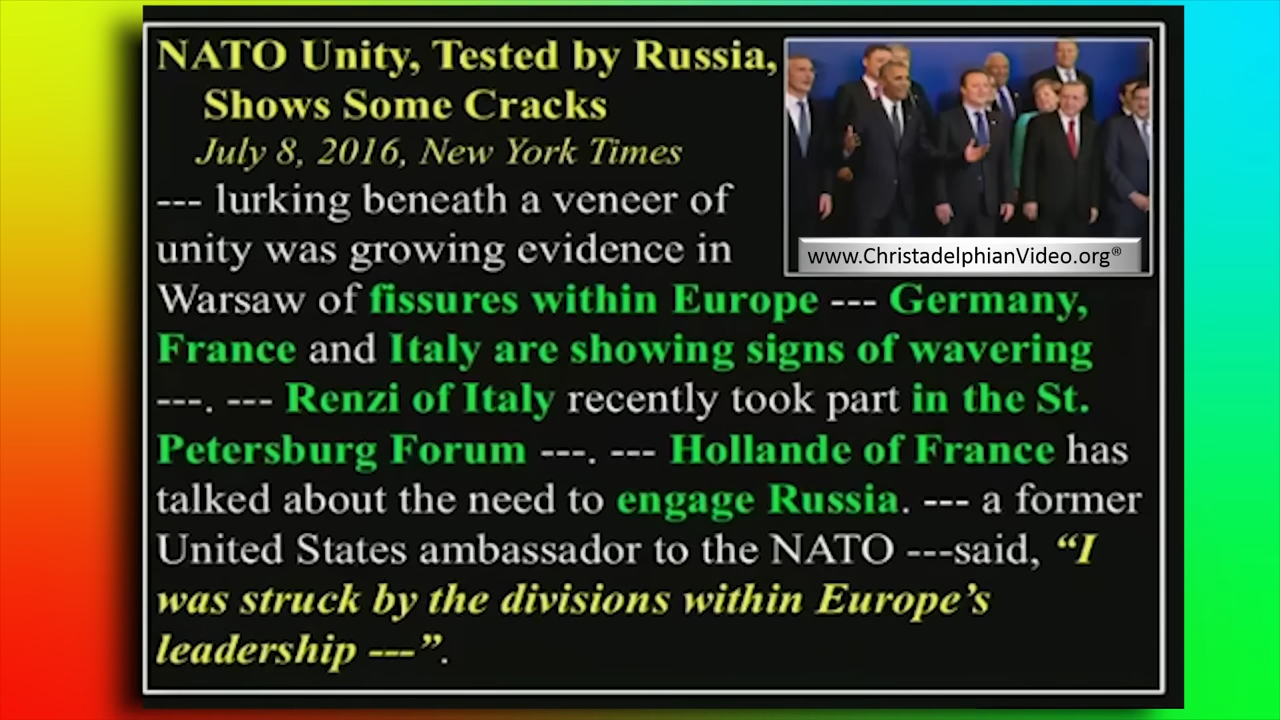 NATO Unity, Tested by Russia,
Shows Some Cracks
July 8, 2016, New York Times
--- lurking beneath a veneer of
unity was growing evidence in
www.ChristadelphianVideo.org®
Warsaw of fissures within Europe --- Germany,
France and Italy are showing signs of wavering
---. --- Renzi of Italy recently took part in the St.
Petersburg Forum ---. --- Hollande of France has
talked about the need to engage Russia. --- a former
United States ambassador to the NATO ---said, “I
was struck by the divisions within Europe’s
leadership ---”.